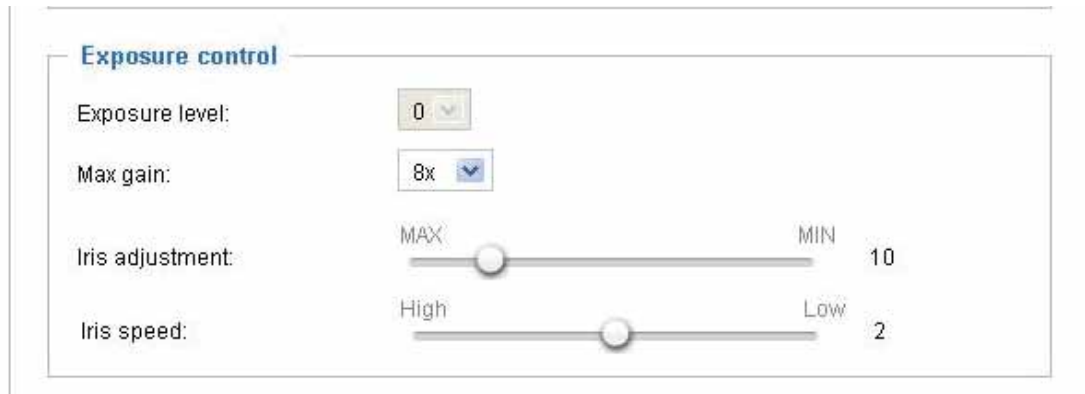 Exposure control
Exposure level: 0
Max gain: 8x
MAX MIN
Iris adjustment: 10
High Low
Iris speed: 2